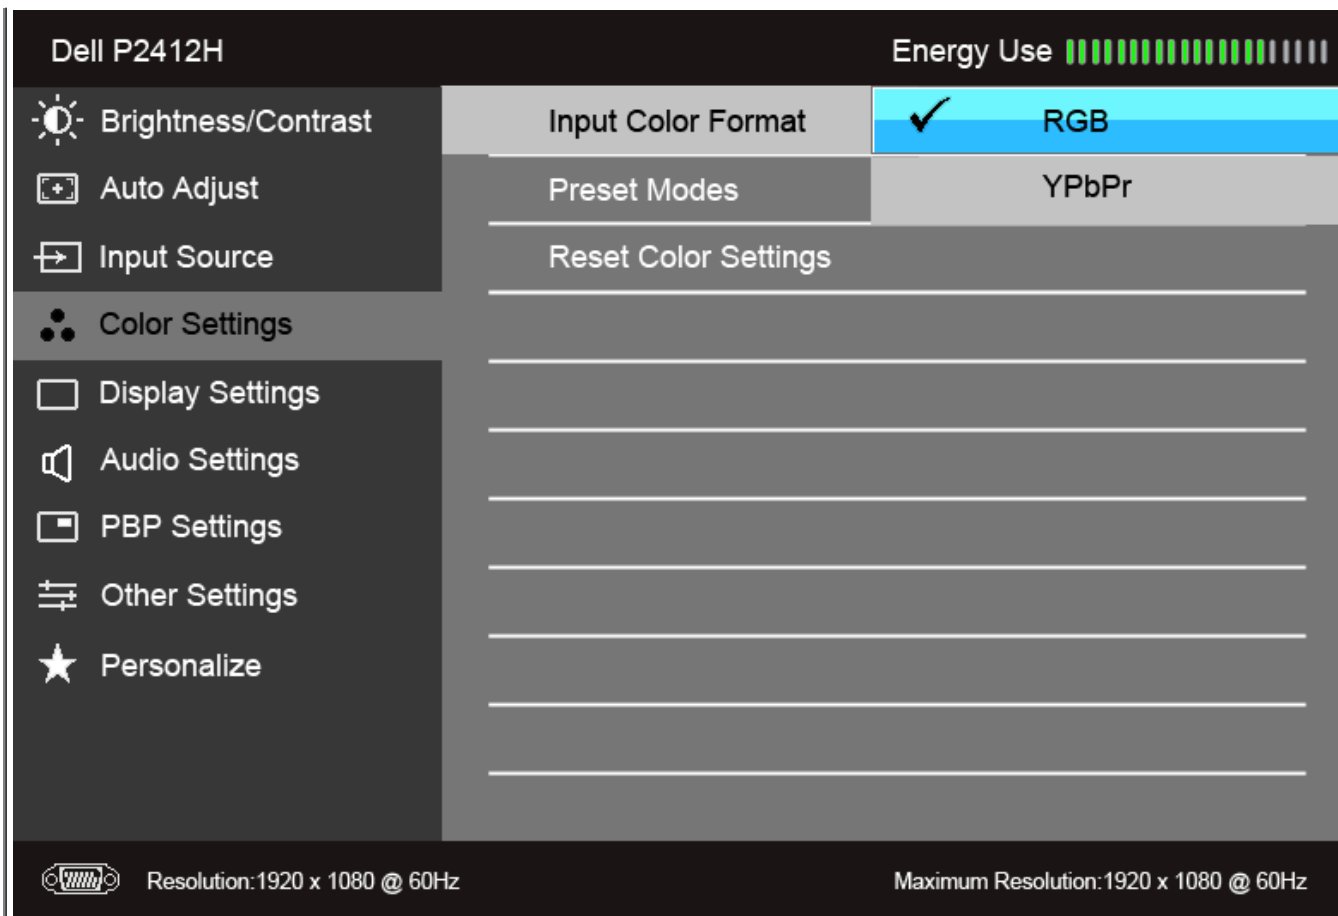 Dell P2412H
Energy Use
Brightness/Contrast
Input Color Format
RGB
Auto Adjust
Preset Modes
YPbPr
Input Source
Reset Color Settings
Color Settings
Display Settings
Audio Settings
PBP Settings
Other Settings
Personalize
Resolution:1920 x 1080 @ 60Hz
Maximum Resolution:1920 x 1080 @ 60Hz